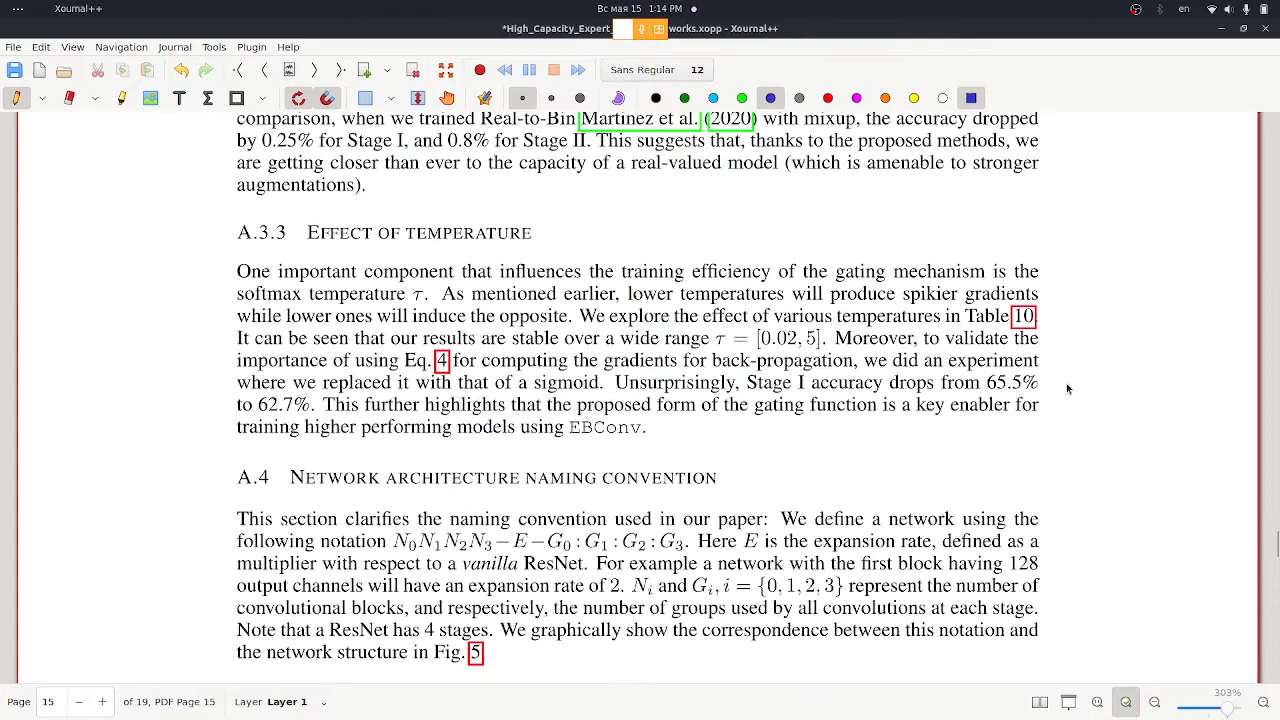 Xournal++
Вс мая 15 1:14 PM
en
*High_Capacity_Expert_
works.xopp - Xournal++
File Edit View Navigation Journal Tools Plugin Help
Sans Regular 12
comparison, when we trained Real-to-Bin Martinez et al. (2020) with mixup, the accuracy dropped
by 0.25% for Stage I, and 0.8% for Stage II. This suggests that, thanks to the proposed methods, we
are getting closer than ever to the capacity of a real-valued model (which is amenable to stronger
augmentations).
A.3.3 EFFECT OF TEMPERATURE
One important component that influences the training efficiency of the gating mechanism is the
softmax temperature τ. As mentioned earlier, lower temperatures will produce spikier gradients
while lower ones will induce the opposite. We explore the effect of various temperatures in Table 10.
It can be seen that our results are stable over a wide range τ = [0.02, 5]. Moreover, to validate the
importance of using Eq. 4 for computing the gradients for back-propagation, we did an experiment
where we replaced it with that of a sigmoid. Unsurprisingly, Stage I accuracy drops from 65.5%
to 62.7%. This further highlights that the proposed form of the gating function is a key enabler for
training higher performing models using EBConv.
A.4 NETWORK ARCHITECTURE NAMING CONVENTION
This section clarifies the naming convention used in our paper: We define a network using the
following notation N₀N₁N₂N₃−E−G₀:G₁:G₂:G₃. Here E is the expansion rate, defined as a
multiplier with respect to a vanilla ResNet. For example a network with the first block having 128
output channels will have an expansion rate of 2. Nᵢ and Gᵢ, i = {0, 1, 2, 3} represent the number of
convolutional blocks, and respectively, the number of groups used by all convolutions at each stage.
Note that a ResNet has 4 stages. We graphically show the correspondence between this notation and
the network structure in Fig. 5.
Page 15 − + of 19, PDF Page 15 Layer Layer 1
303%